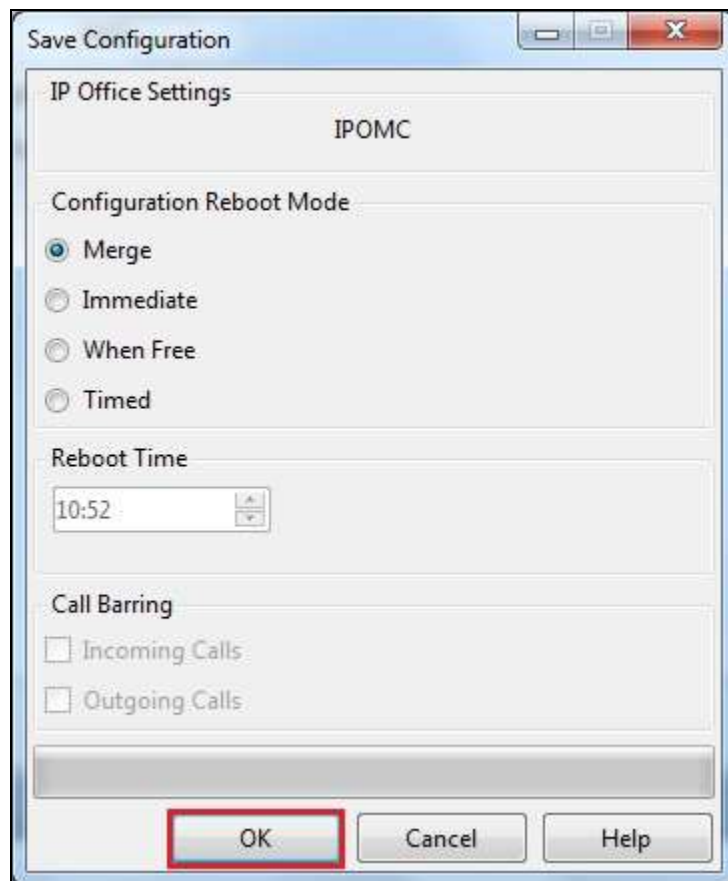 Save Configuration
IP Office Settings
IPOMC
Configuration Reboot Mode
Merge
Immediate
When Free
Timed
Reboot Time
10:52
Call Barring
Incoming Calls
Outgoing Calls
OK
Cancel
Help